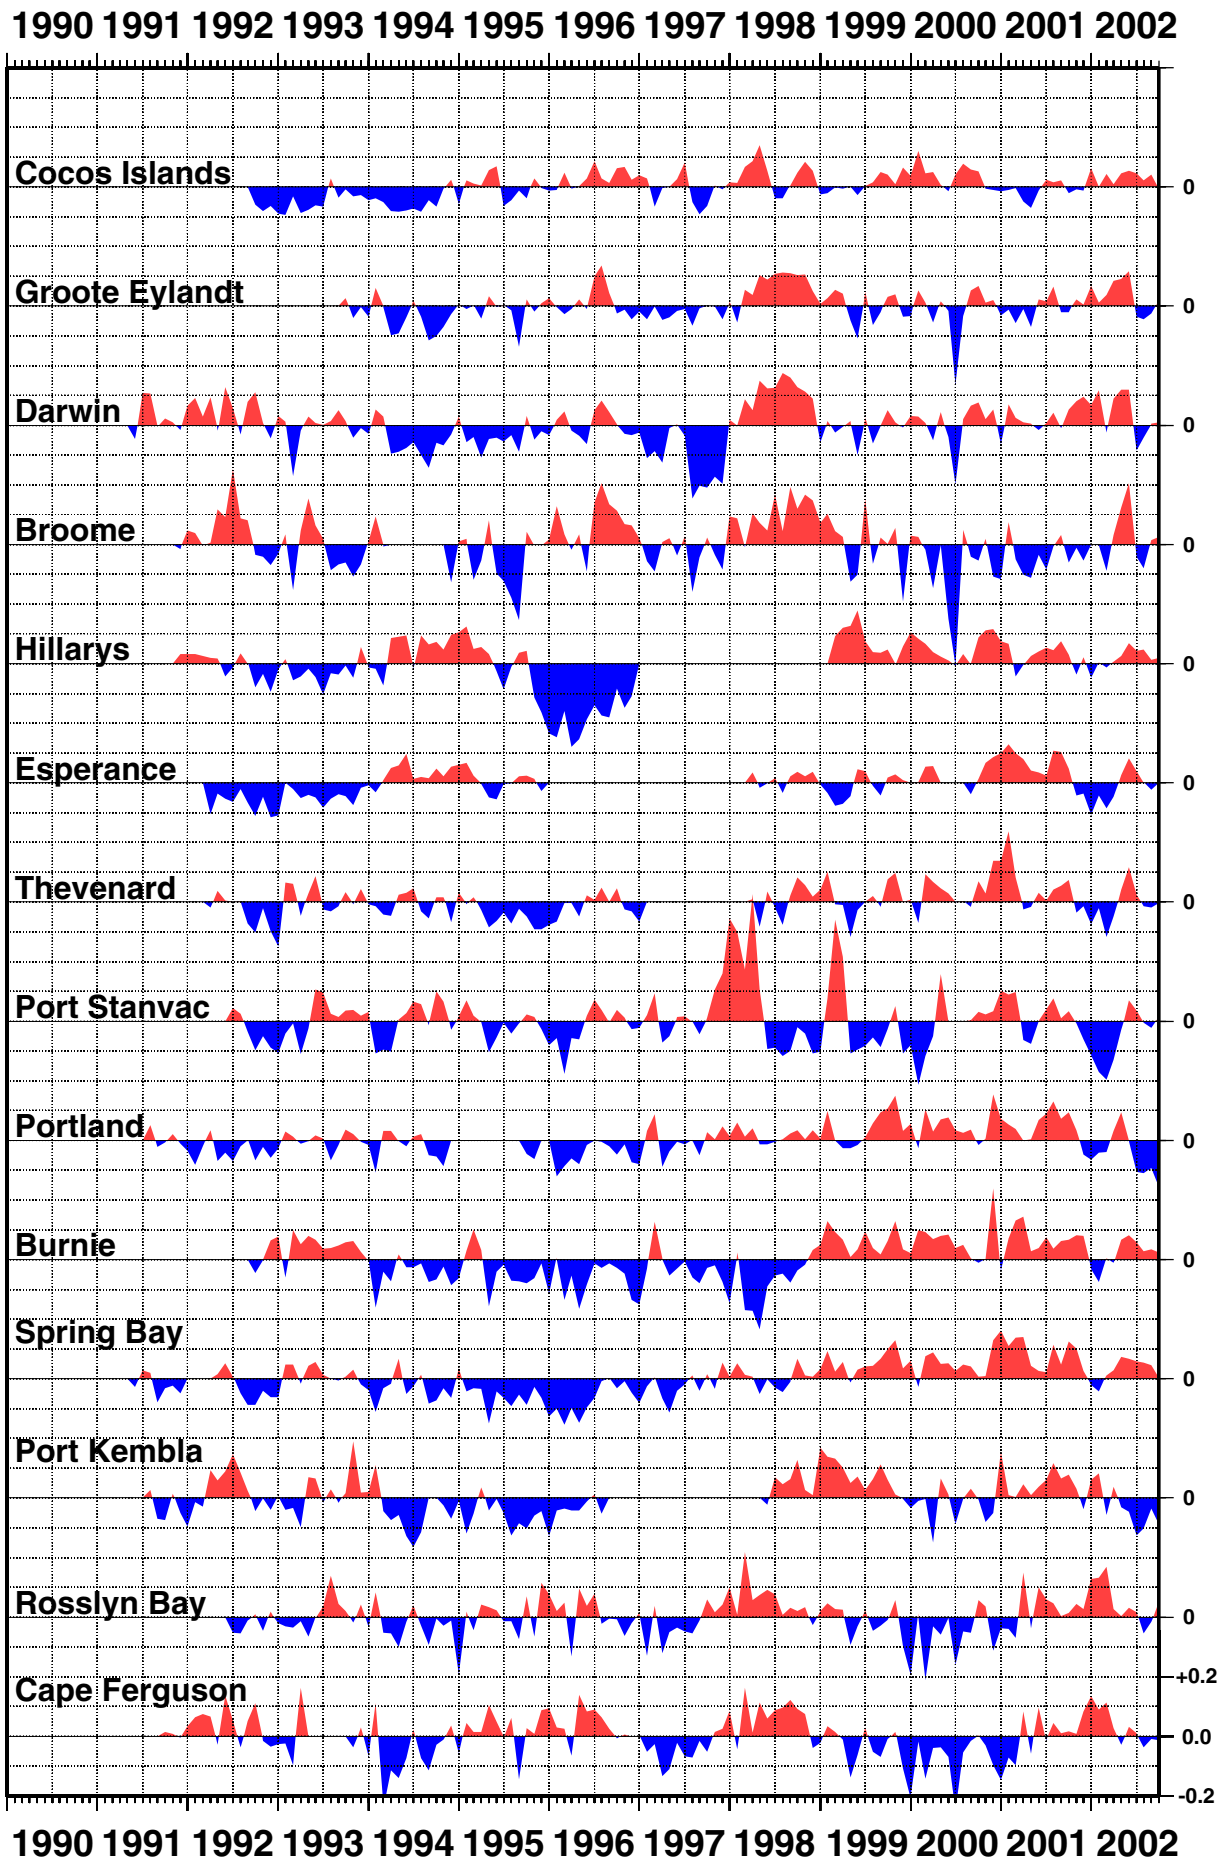 1990 1991 1992 1993 1994 1995 1996 1997 1998 1999 2000 2001 2002
Cocos Islands 0
Groote Eylandt 0
Darwin 0
Broome 0
Hillarys 0
Esperance 0
Thevenard 0
Port Stanvac 0
Portland 0
Burnie 0
Spring Bay 0
Port Kembla 0
Rosslyn Bay 0
+0.2
Cape Ferguson
0.0
-0.2
1990 1991 1992 1993 1994 1995 1996 1997 1998 1999 2000 2001 2002